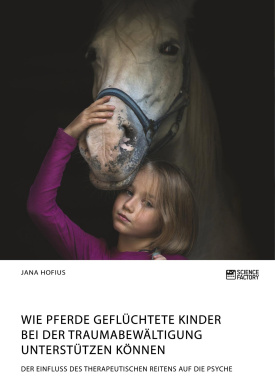 JANA HOFIUS
SCIENCE
FACTORY
WIE PFERDE GEFLÜCHTETE KINDER
BEI DER TRAUMABEWÄLTIGUNG
UNTERSTÜTZEN KÖNNEN
DER EINFLUSS DES THERAPEUTISCHEN REITENS AUF DIE PSYCHE